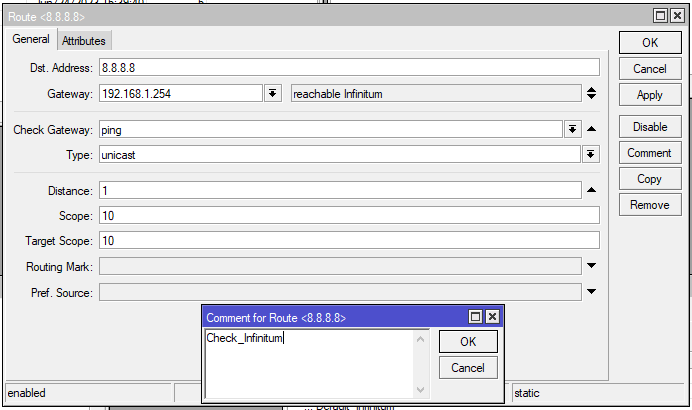 Route <8.8.8.8>
General Attributes
Dst. Address: 8.8.8.8
Gateway: 192.168.1.254 reachable Infinitum
Check Gateway: ping
Type: unicast
Distance: 1
Scope: 10
Target Scope: 10
Routing Mark:
Pref. Source:
OK
Cancel
Apply
Disable
Comment
Copy
Remove
Comment for Route <8.8.8.8>
Check_Infinitum
OK
Cancel
enabled
static